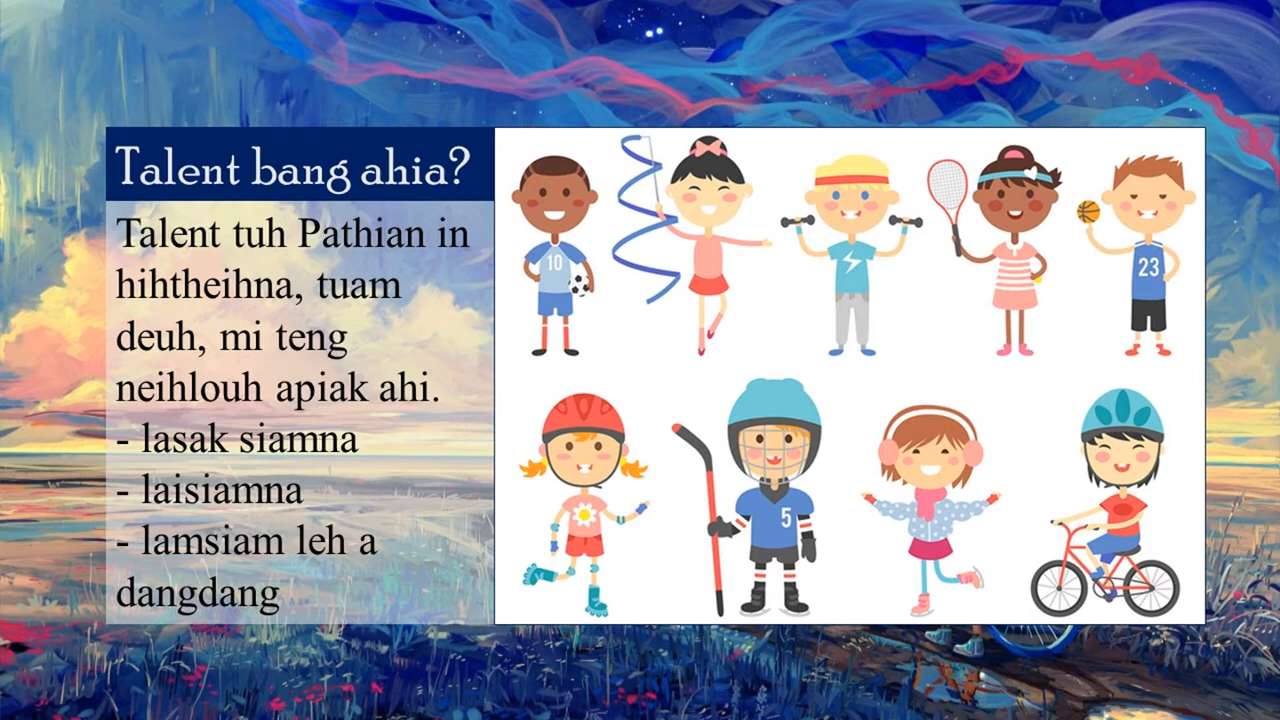 Talent bang ahia?
Talent tuh Pathian in
hihtheihna, tuam
deuh, mi teng
neihlouh apiak ahi.
- lasak siamna
- laisiamna
- lamsiam leh a
dangdang
10
23
5